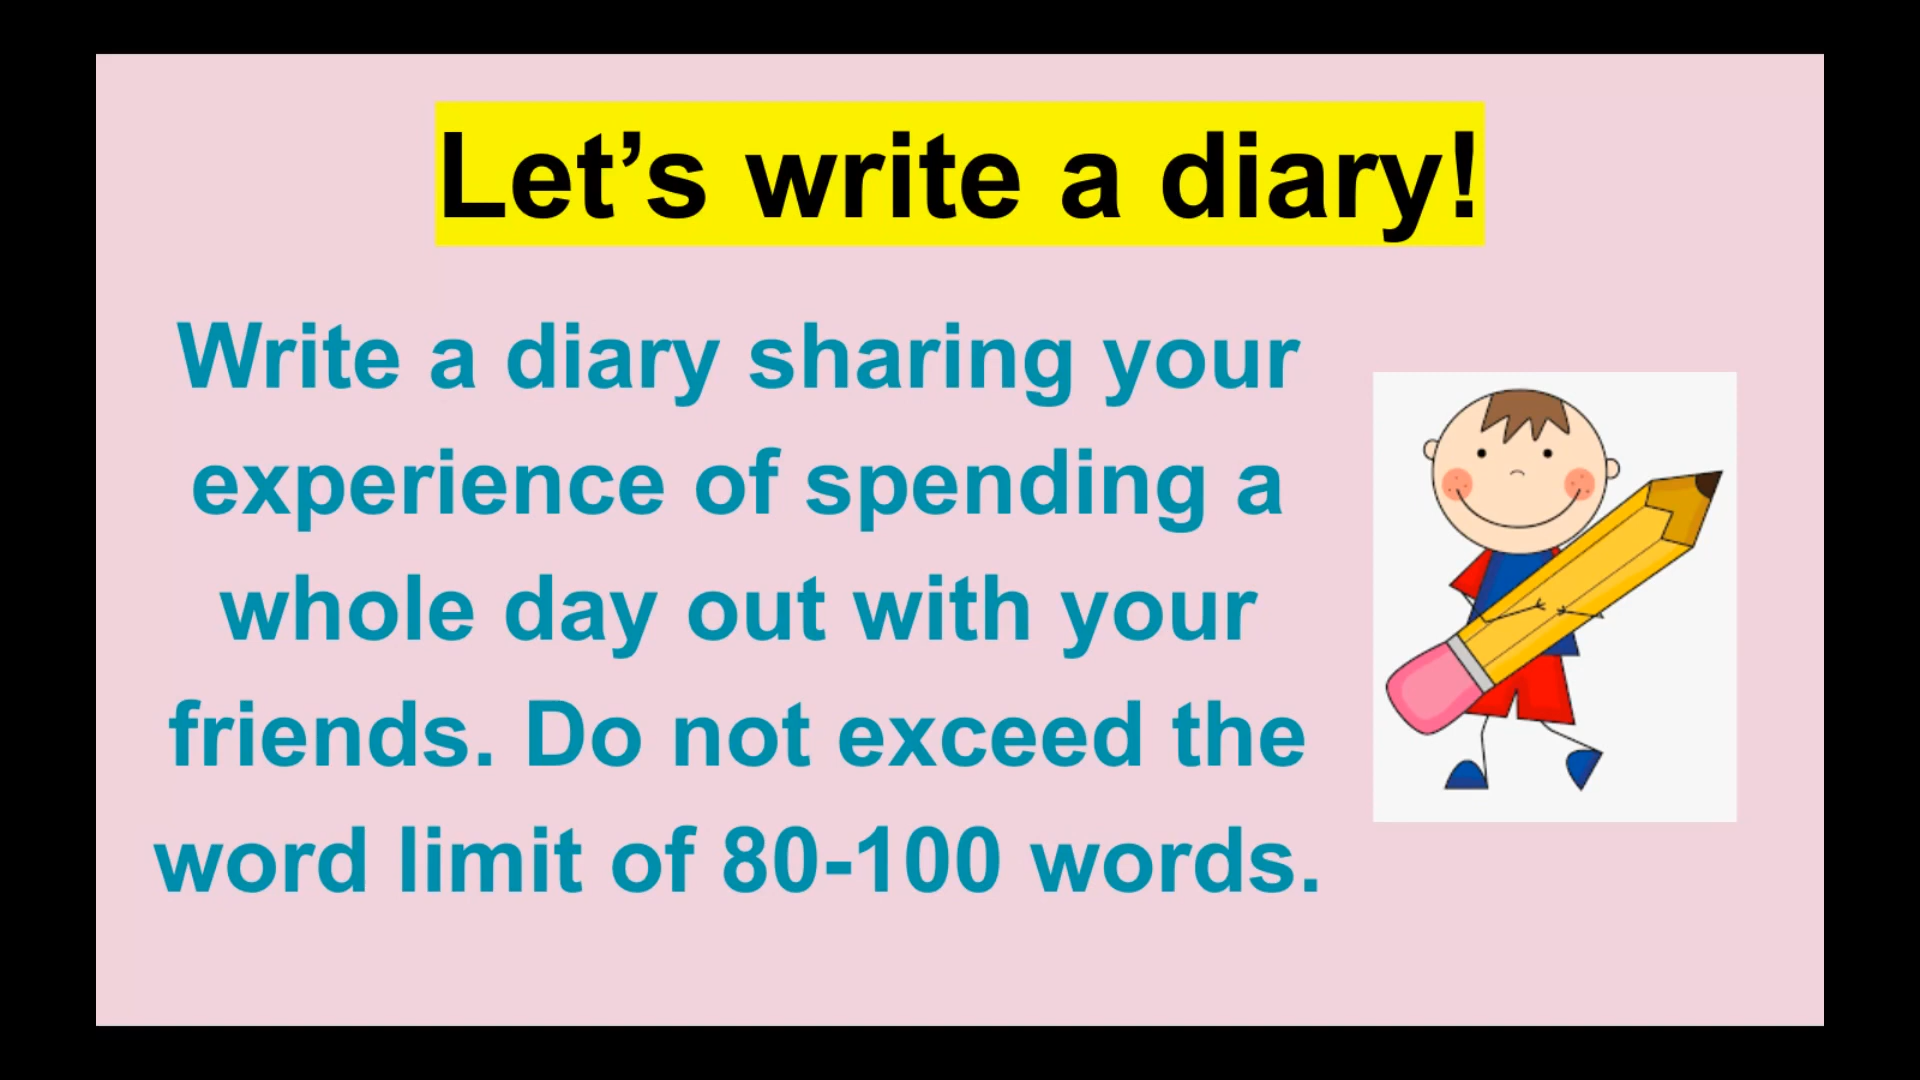 Let’s write a diary!
Write a diary sharing your
experience of spending a
whole day out with your
friends. Do not exceed the
word limit of 80-100 words.